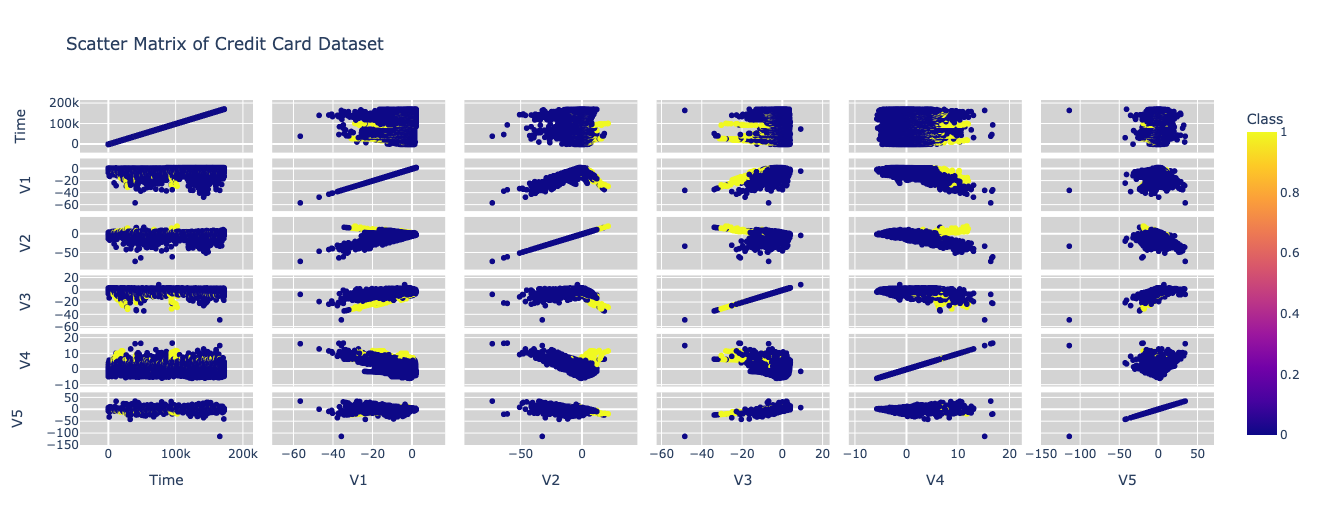 Scatter Matrix of Credit Card Dataset
Class
Time
200k
100k
0
V1
0
−20
−40
−60
V2
0
−50
V3
20
0
−20
−40
−60
V4
20
10
0
−10
V5
50
0
−50
−100
−150
0 100k 200k
−60 −40 −20 0
−50 0
−60 −40 −20 0 20
−10 0 10 20
−150 −100 −50 0 50
Time V1 V2 V3 V4 V5
1
0.8
0.6
0.4
0.2
0